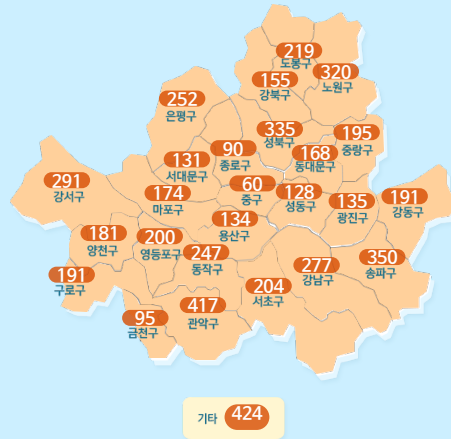 219
도봉구
320
노원구
155
강북구
252
은평구
335
성북구
195
중랑구
90
종로구
168
동대문구
131
서대문구
291
강서구
174
마포구
60
중구
128
성동구
135
광진구
191
강동구
134
용산구
181
양천구
200
영등포구
247
동작구
350
송파구
277
강남구
191
구로구
204
서초구
417
관악구
95
금천구
기타 424